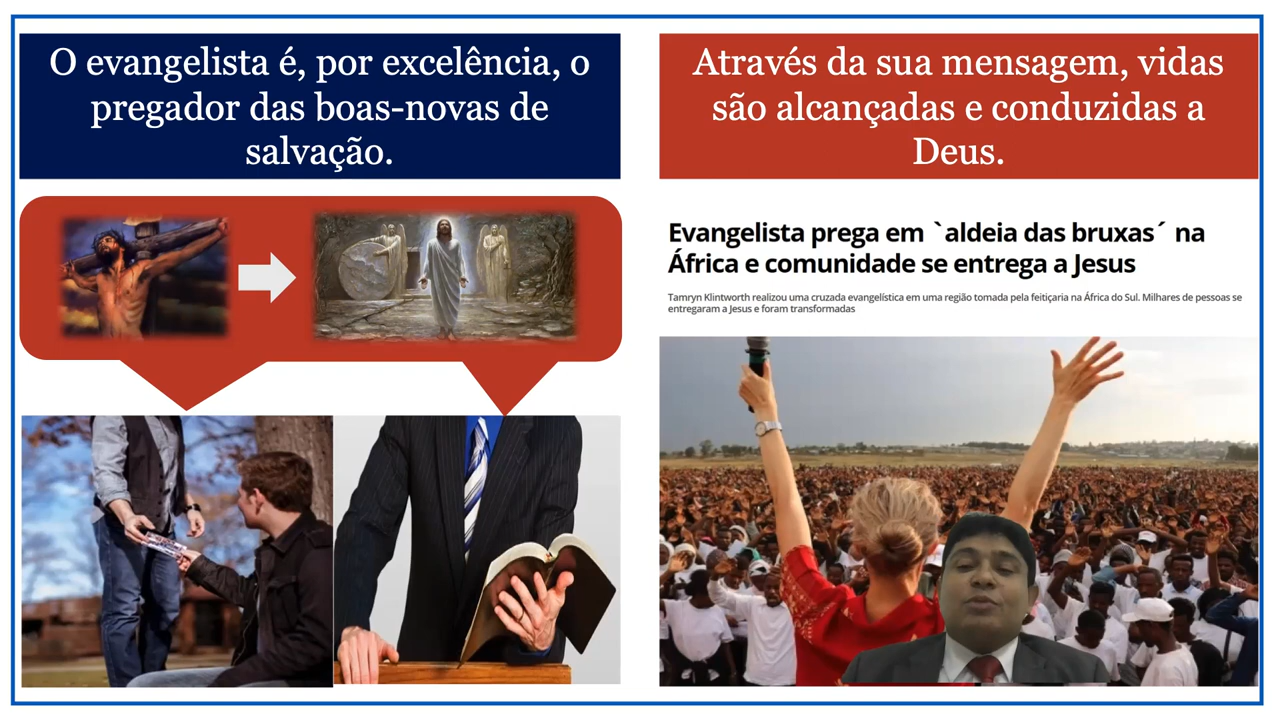 O evangelista é, por excelência, o
pregador das boas-novas de
salvação.
Através da sua mensagem, vidas
são alcançadas e conduzidas a
Deus.
Evangelista prega em `aldeia das bruxas´ na
África e comunidade se entrega a Jesus
Tamryn Klintworth realizou uma cruzada evangelística em uma região tomada pela feitiçaria na África do Sul. Milhares de pessoas se
entregaram a Jesus e foram transformadas